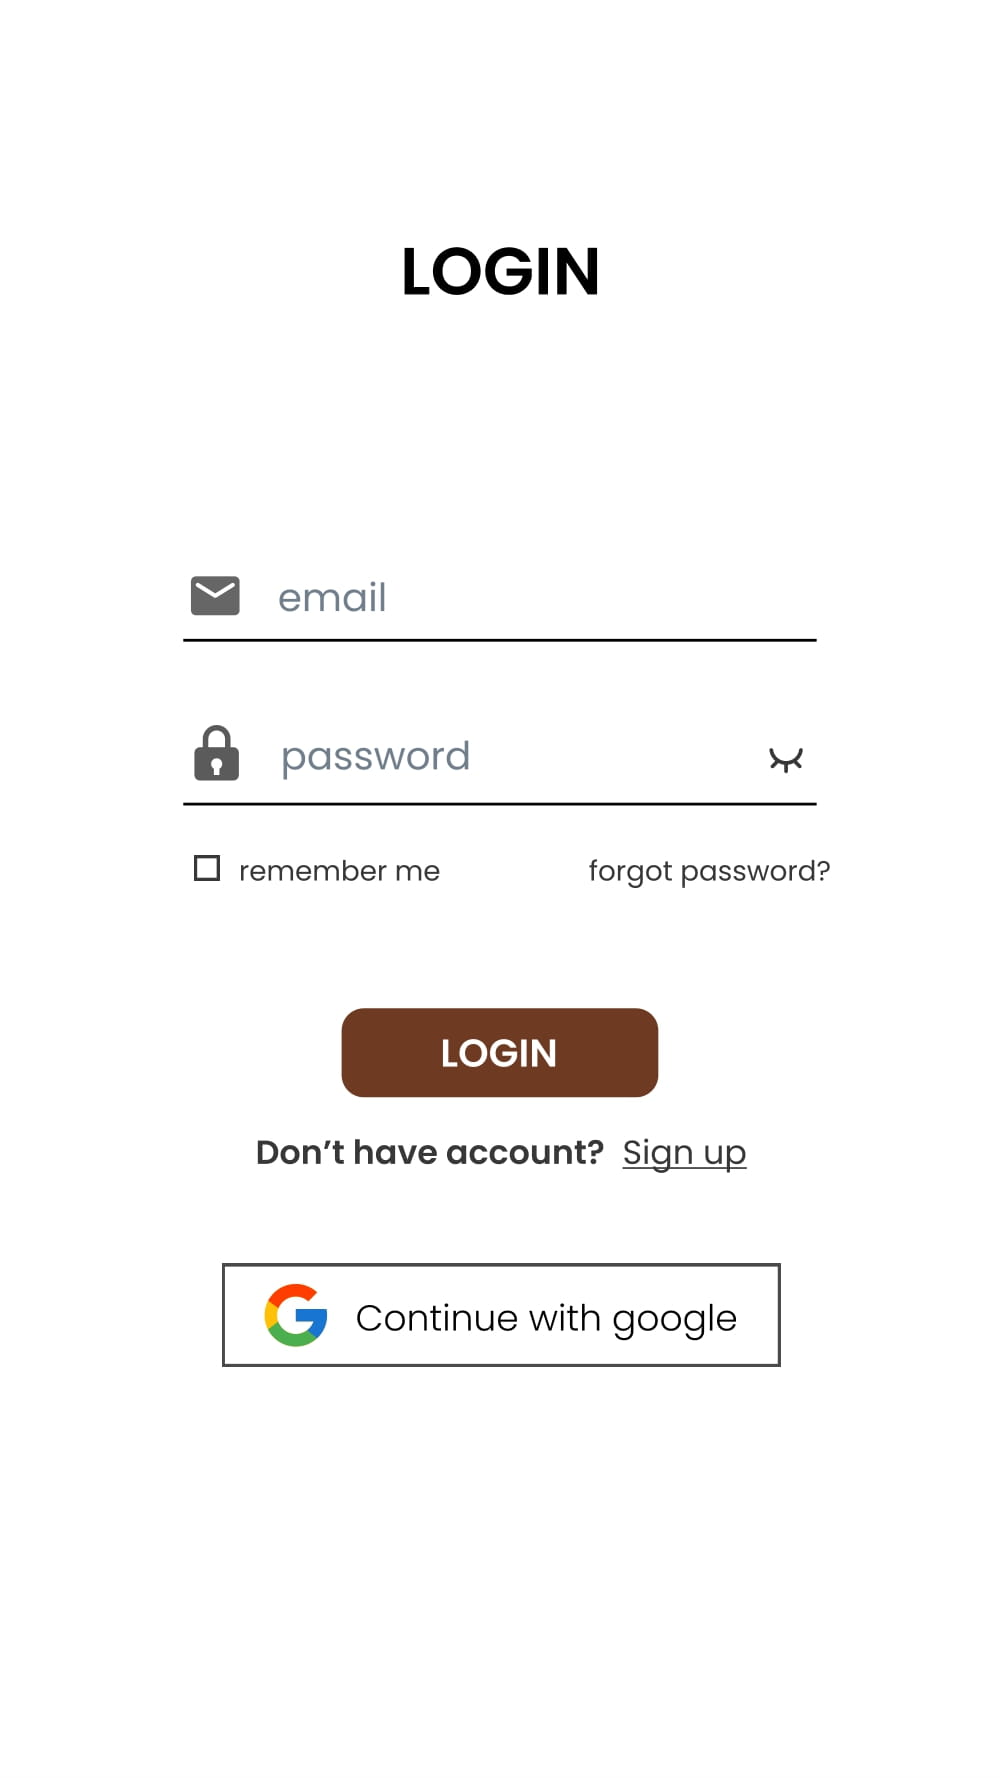 LOGIN
email
password
remember me forgot password?
LOGIN
Don’t have account? Sign up
Continue with google